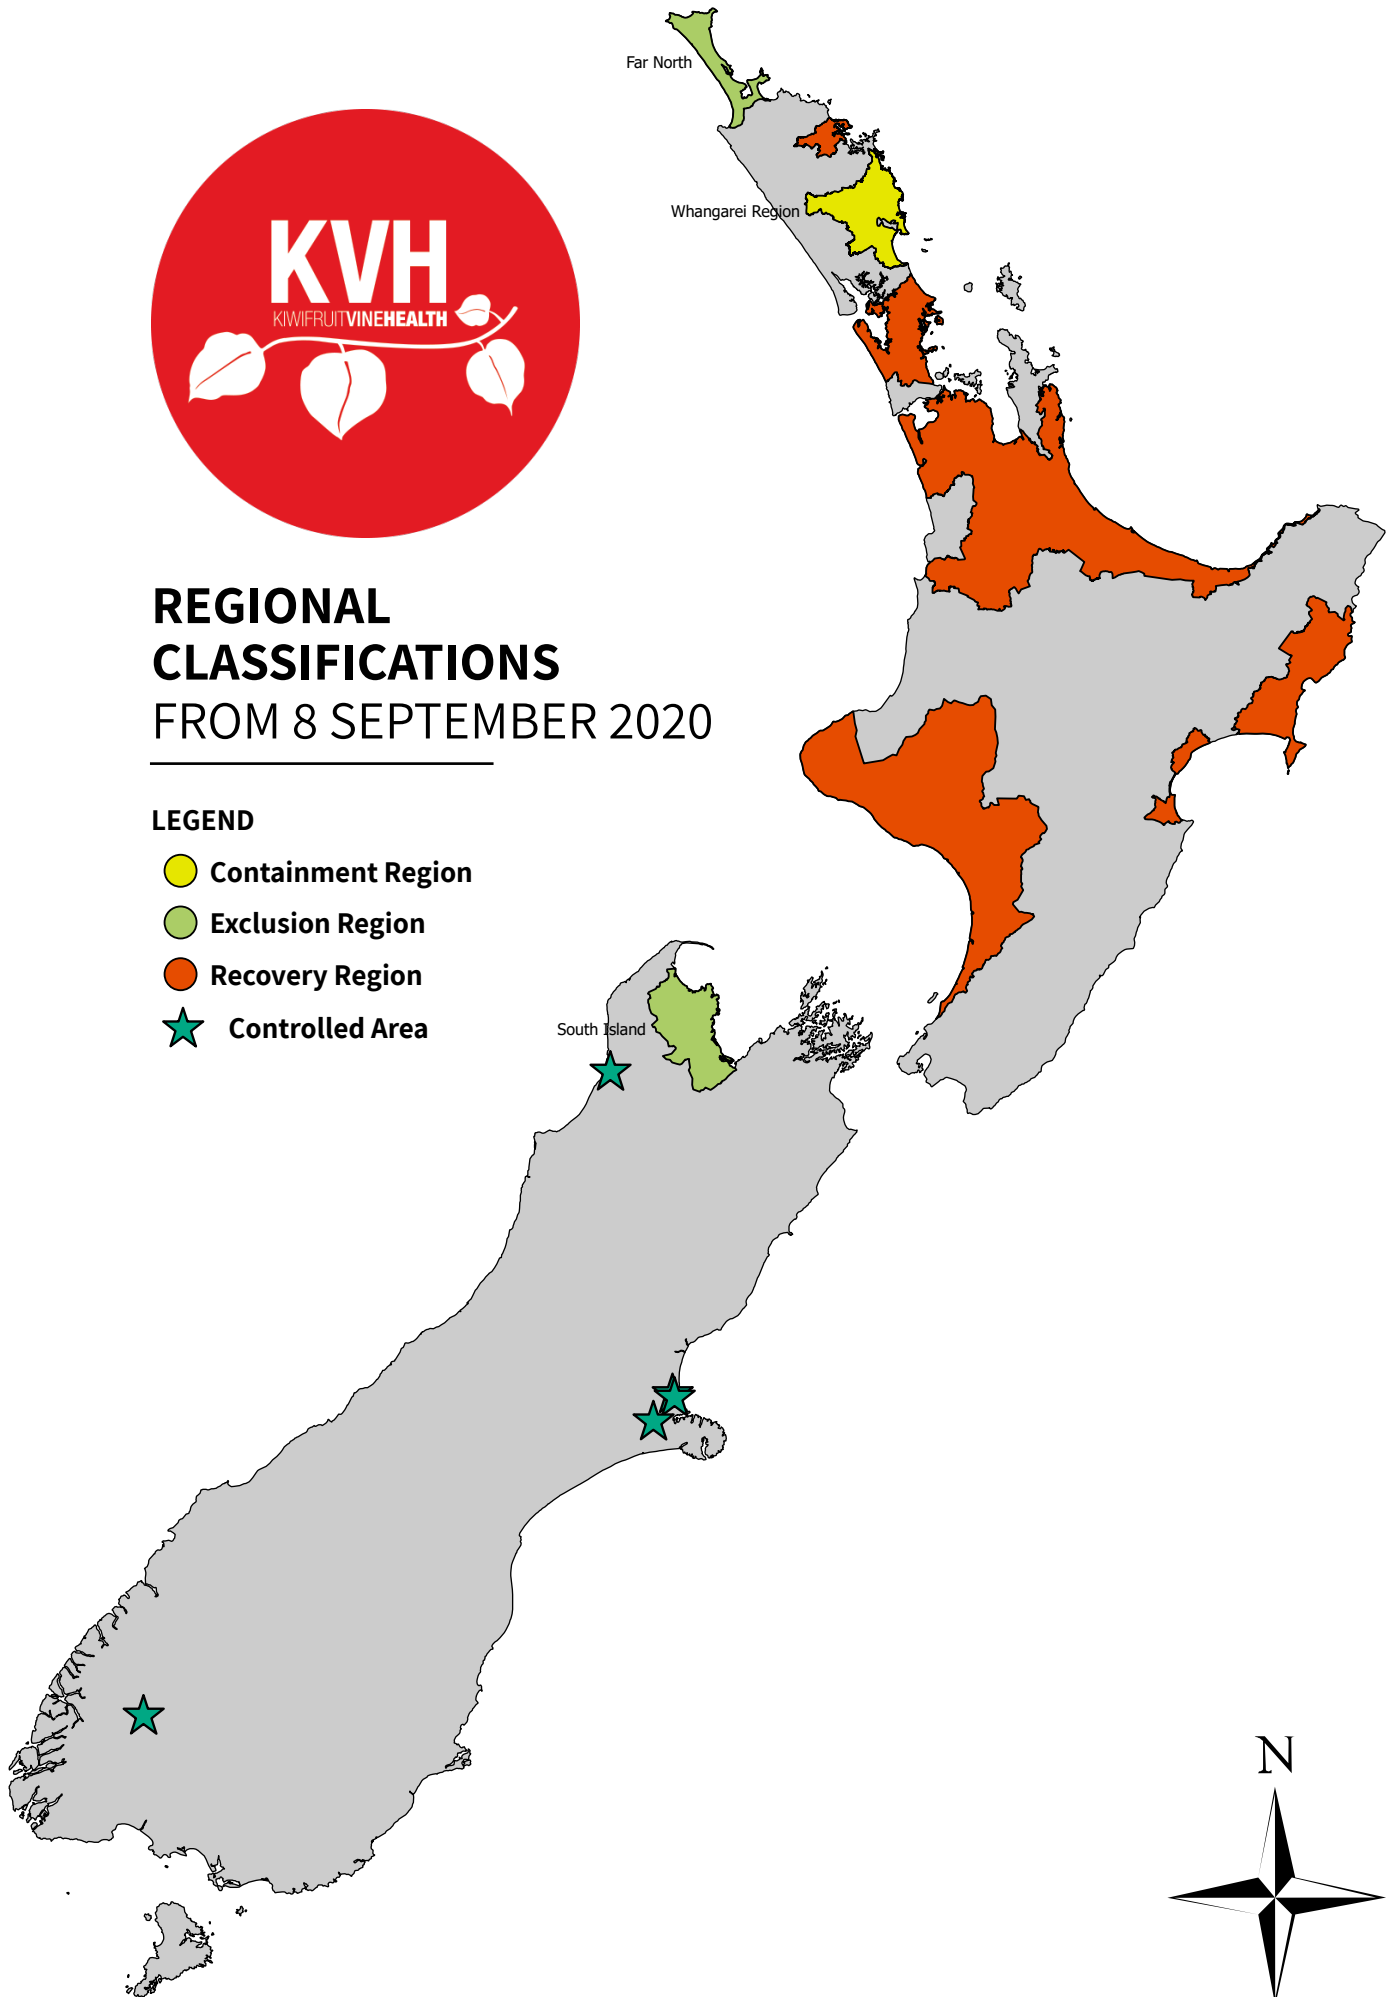 Far North
Whangarei Region
KVH
KIWIFRUITVINEHEALTH
REGIONAL
CLASSIFICATIONS
FROM 8 SEPTEMBER 2020
LEGEND
Containment Region
Exclusion Region
Recovery Region
Controlled Area
South Island
N